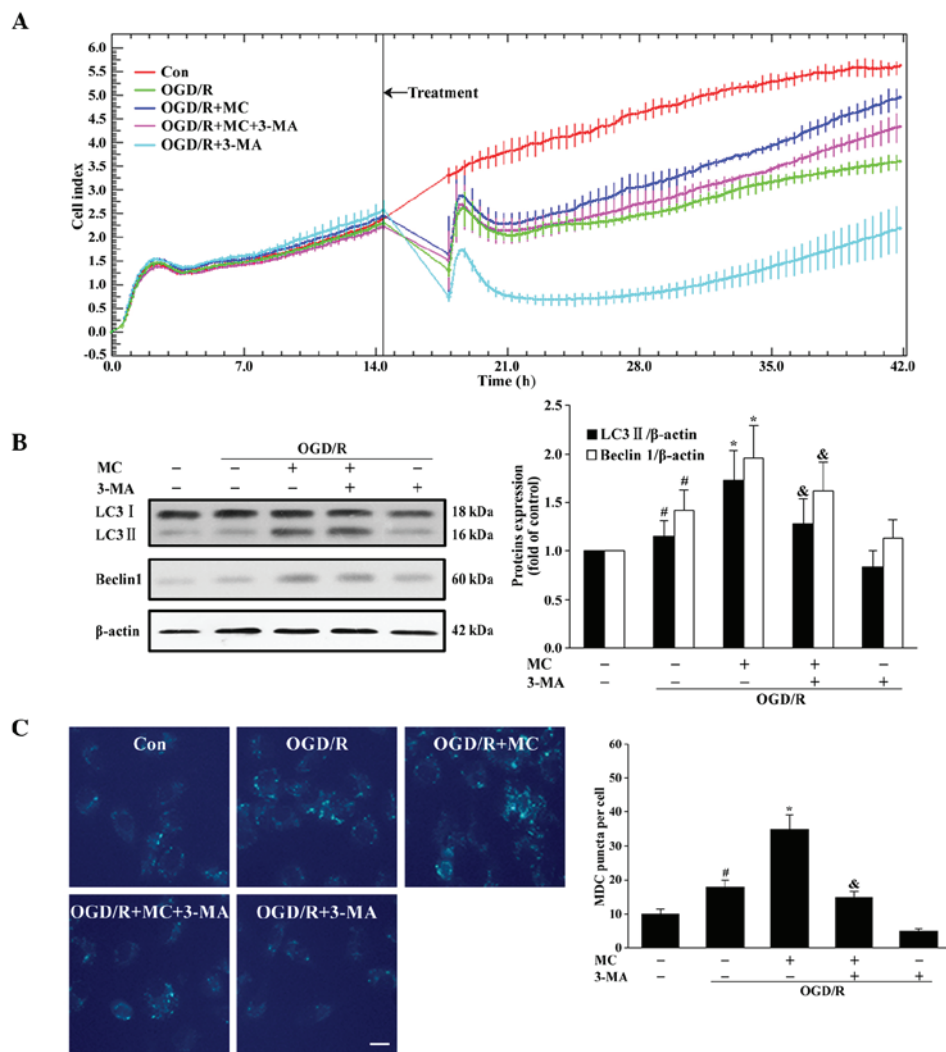 A
6.0
5.5
5.0
4.5
4.0
3.5
3.0
2.5
2.0
1.5
1.0
0.5
0.0
-0.5
Cell index
Con
OGD/R
OGD/R+MC
OGD/R+MC+3-MA
OGD/R+3-MA
Treatment
0.0 7.0 14.0 21.0 28.0 35.0 42.0
Time (h)
B
OGD/R
MC – – + + –
3-MA – – – + +
LC3 Ⅰ 18 kDa
LC3 Ⅱ 16 kDa
Beclin1 60 kDa
β-actin 42 kDa
2.5
2.0
1.5
1.0
0.5
0.0
Proteins expression
(fold of control)
LC3 Ⅱ/β-actin
Beclin 1/β-actin
# # * * & &
MC – – + + –
3-MA – – – + +
OGD/R
C
Con OGD/R OGD/R+MC
OGD/R+MC+3-MA OGD/R+3-MA
60
50
40
30
20
10
0
MDC puncta per cell
# * &
MC – – + + –
3-MA – – – + +
OGD/R